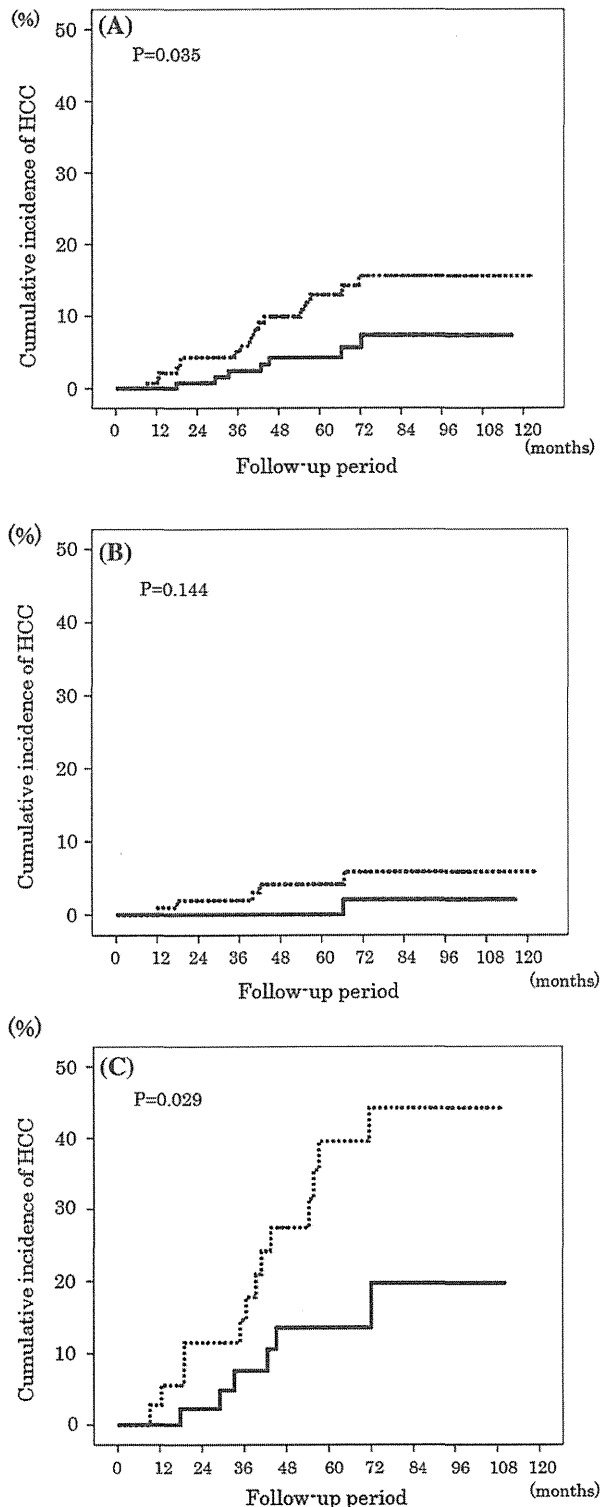 (%)
(A)
P=0.035
50
40
30
20
10
0
Cumulative incidence of HCC
0 12 24 36 48 60 72 84 96 108 120
(months)
Follow-up period
(%)
(B)
P=0.144
50
40
30
20
10
0
Cumulative incidence of HCC
0 12 24 36 48 60 72 84 96 108 120
(months)
Follow-up period
(%)
(C)
P=0.029
50
40
30
20
10
0
Cumulative incidence of HCC
0 12 24 36 48 60 72 84 96 108 120
(months)
Follow-up period